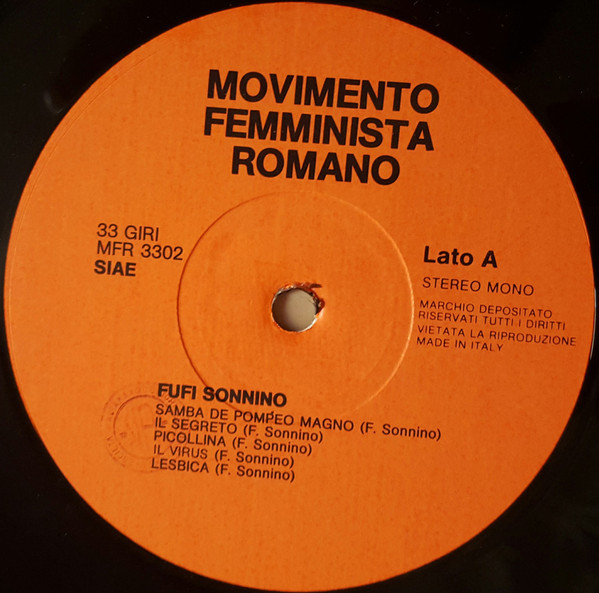 MOVIMENTO
FEMMINISTA
ROMANO
33 GIRI
MFR 3302
SIAE
Lato A
STEREO MONO
MARCHIO DEPOSITATO
RISERVATI TUTTI I DIRITTI
VIETATA LA RIPRODUZIONE
MADE IN ITALY
FUFI SONNINO
SAMBA DE POMPEO MAGNO (F. Sonnino)
IL SEGRETO (F. Sonnino)
PICOLLINA (F. Sonnino)
IL VIRUS (F. Sonnino)
LESBICA (F. Sonnino)